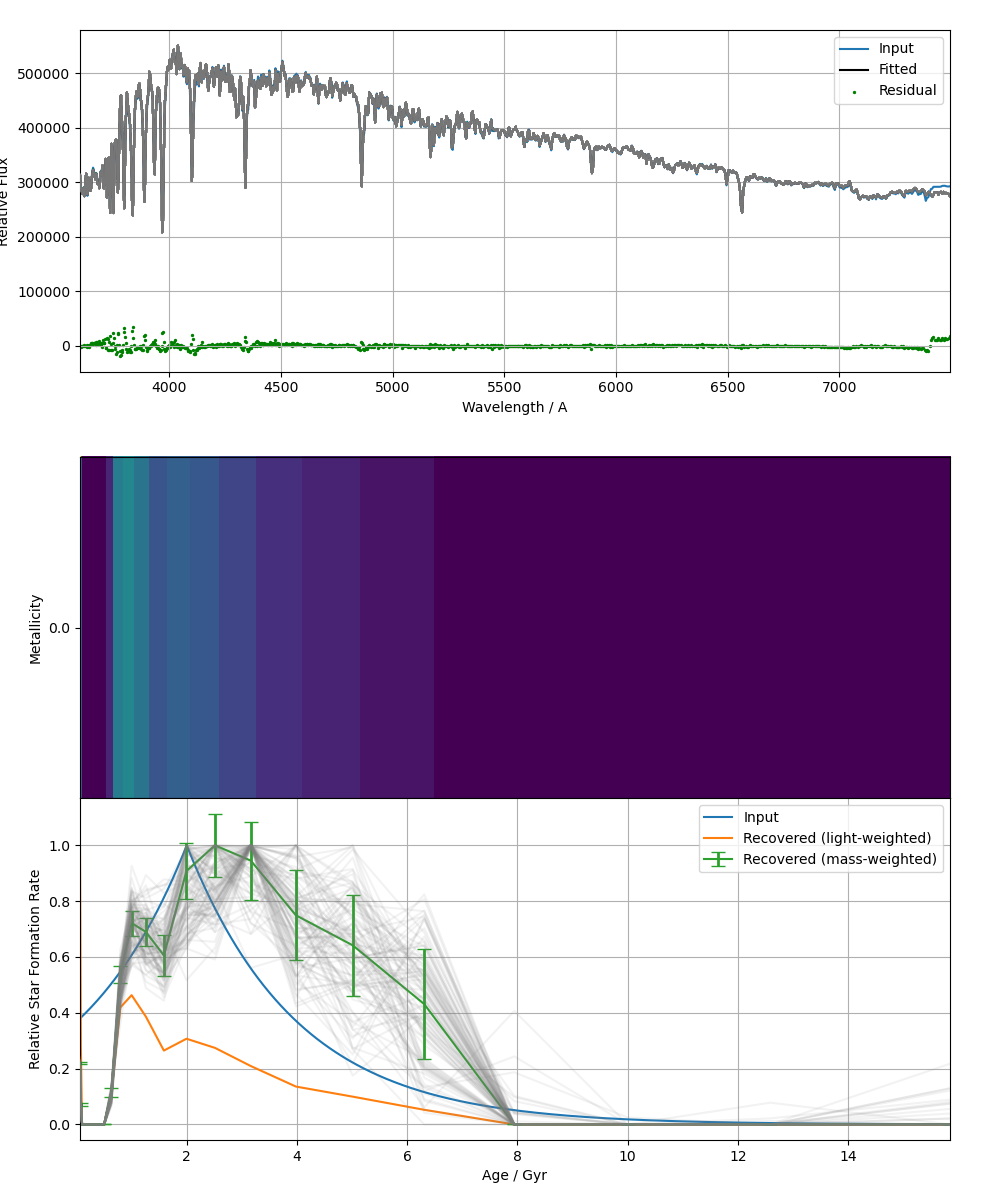 500000
400000
300000
200000
100000
0
Relative Flux
Input
Fitted
Residual
4000
4500
5000
5500
6000
6500
7000
Wavelength / A
Metallicity
0.0
1.0
0.8
0.6
0.4
0.2
0.0
Relative Star Formation Rate
Input
Recovered (light-weighted)
Recovered (mass-weighted)
2
4
6
8
10
12
14
Age / Gyr